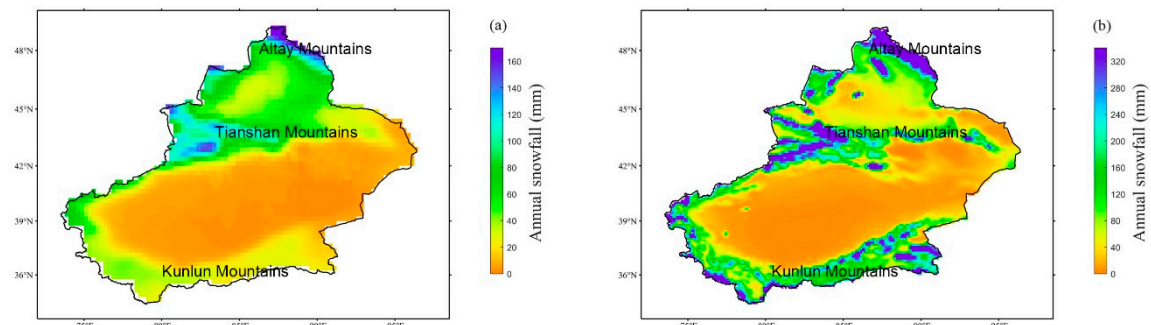 (a)
48°N
45°N
42°N
39°N
36°N
Altay Mountains
Tianshan Mountains
Kunlun Mountains
160
140
120
100
80
60
40
20
0
Annual snowfall (mm)
(b)
48°N
45°N
42°N
39°N
36°N
Altay Mountains
Tianshan Mountains
Kunlun Mountains
320
280
240
200
160
120
80
40
0
Annual snowfall (mm)